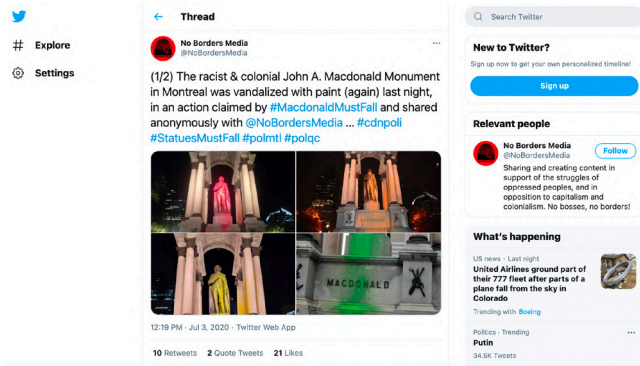 Explore
Settings
Thread
No Borders Media
@NoBordersMedia
(1/2) The racist & colonial John A. Macdonald Monument
in Montreal was vandalized with paint (again) last night,
in an action claimed by #MacdonaldMustFall and shared
anonymously with @NoBordersMedia ... #cdnpoli
#StatuesMustFall #polmtl #polqc
MACDONALD
12:19 PM · Jul 3, 2020 · Twitter Web App
10 Retweets 2 Quote Tweets 21 Likes
Search Twitter
New to Twitter?
Sign up now to get your own personalized timeline!
Sign up
Relevant people
No Borders Media
@NoBordersMedia
Follow
Sharing and creating content in
support of the struggles of
oppressed peoples, and in
opposition to capitalism and
colonialism. No bosses, no borders!
What's happening
US news · Last night
United Airlines ground part of
their 777 fleet after parts of a
plane fall from the sky in
Colorado
Trending with Boeing
Politics · Trending
Putin
34.5K Tweets